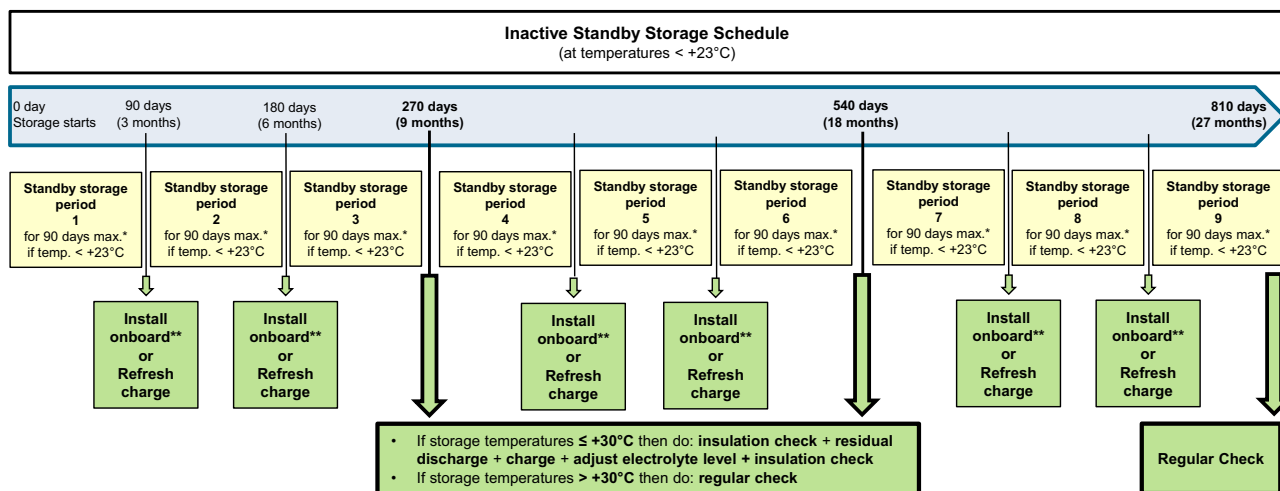 Inactive Standby Storage Schedule
(at temperatures < +23°C)
0 day
Storage starts
90 days
(3 months)
180 days
(6 months)
270 days
(9 months)
540 days
(18 months)
810 days
(27 months)
Standby storage
period
1
for 90 days max.*
if temp. < +23°C
Standby storage
period
2
for 90 days max.*
if temp. < +23°C
Standby storage
period
3
for 90 days max.*
if temp. < +23°C
Standby storage
period
4
for 90 days max.*
if temp. < +23°C
Standby storage
period
5
for 90 days max.*
if temp. < +23°C
Standby storage
period
6
for 90 days max.*
if temp. < +23°C
Standby storage
period
7
for 90 days max.*
if temp. < +23°C
Standby storage
period
8
for 90 days max.*
if temp. < +23°C
Standby storage
period
9
for 90 days max.*
if temp. < +23°C
Install
onboard**
or
Refresh
charge
Install
onboard**
or
Refresh
charge
Install
onboard**
or
Refresh
charge
Install
onboard**
or
Refresh
charge
Install
onboard**
or
Refresh
charge
Install
onboard**
or
Refresh
charge
• If storage temperatures ≤ +30°C then do: insulation check + residual
discharge + charge + adjust electrolyte level + insulation check
• If storage temperatures > +30°C then do: regular check
Regular Check